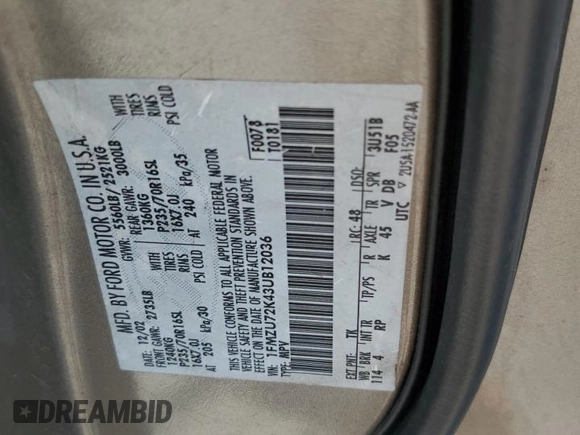 MFD. BY FORD MOTOR CO. IN U.S.A.
DATE: 12/02 GVWR: 5560LB / 2521KG
FRONT GAWR: 2735LB REAR GAWR: 3000LB
1240KG WITH 1360KG WITH
P235/70R16SL TIRES P235/70R16SL TIRES
16X7.0J RIMS 16X7.0J RIMS
AT 205 kPa/30 PSI COLD AT 240 kPa/35 PSI COLD
THIS VEHICLE CONFORMS TO ALL APPLICABLE FEDERAL MOTOR
VEHICLE SAFETY AND THEFT PREVENTION STANDARDS IN
EFFECT ON THE DATE OF MANUFACTURE SHOWN ABOVE.
VIN: 1FMZU72K43UB12036
TYPE: MPV
F0078
T0181
EXT PNT: TK RC: 48 DSO: 3U51B
WB BRK INT TR TP/PS R AXLE TR SPR F05
114 4 RP K 45 V DB
UTC 2U5A-1520472-AA
DREAMBID